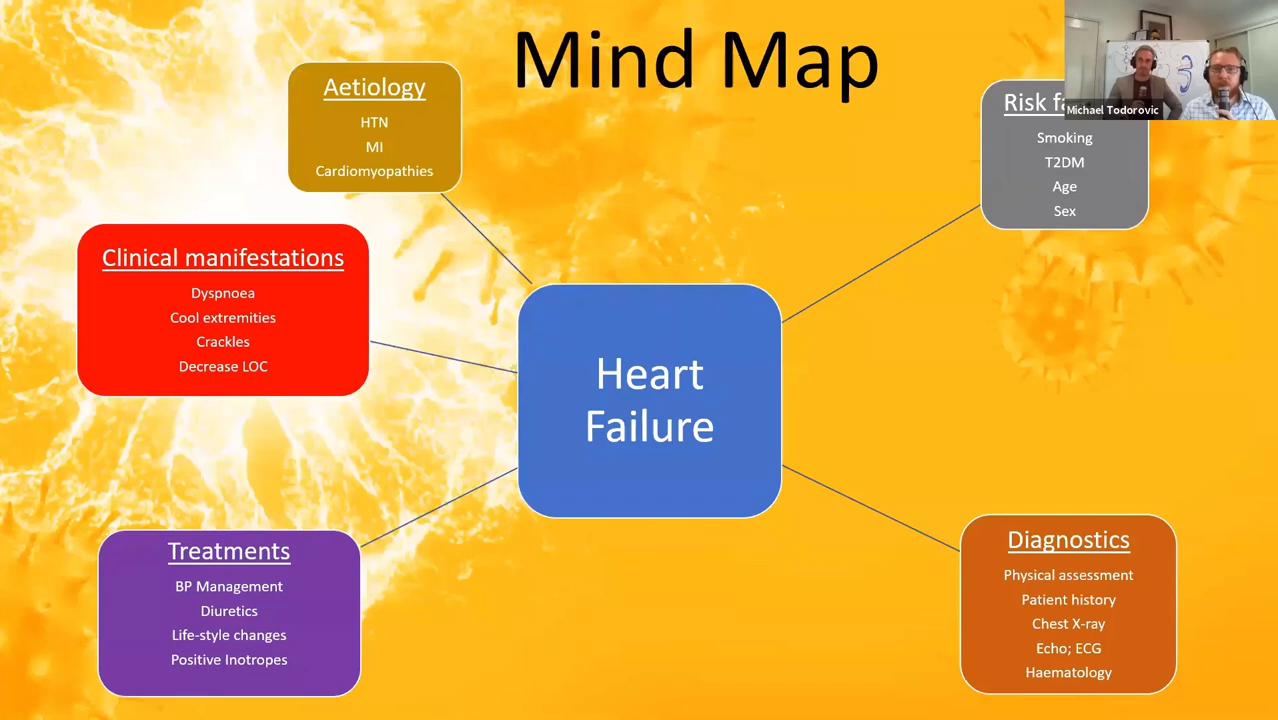 Mind Map
Aetiology
HTN
MI
Cardiomyopathies
Risk fa
Michael Todorovic
Smoking
T2DM
Age
Sex
Clinical manifestations
Dyspnoea
Cool extremities
Crackles
Decrease LOC
Heart
Failure
Treatments
BP Management
Diuretics
Life-style changes
Positive Inotropes
Diagnostics
Physical assessment
Patient history
Chest X-ray
Echo; ECG
Haematology